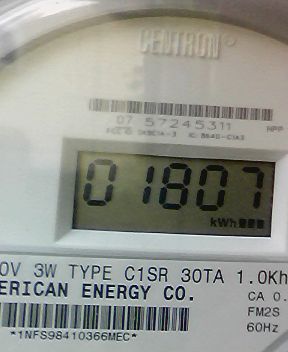 CENTRON®
07 57245311
NPP
01807
kWh
0V 3W TYPE C1SR 30TA 1.0Kh
ERICAN ENERGY CO.
CA 0.
FM2S
60Hz
*1NFS98410366MEC*